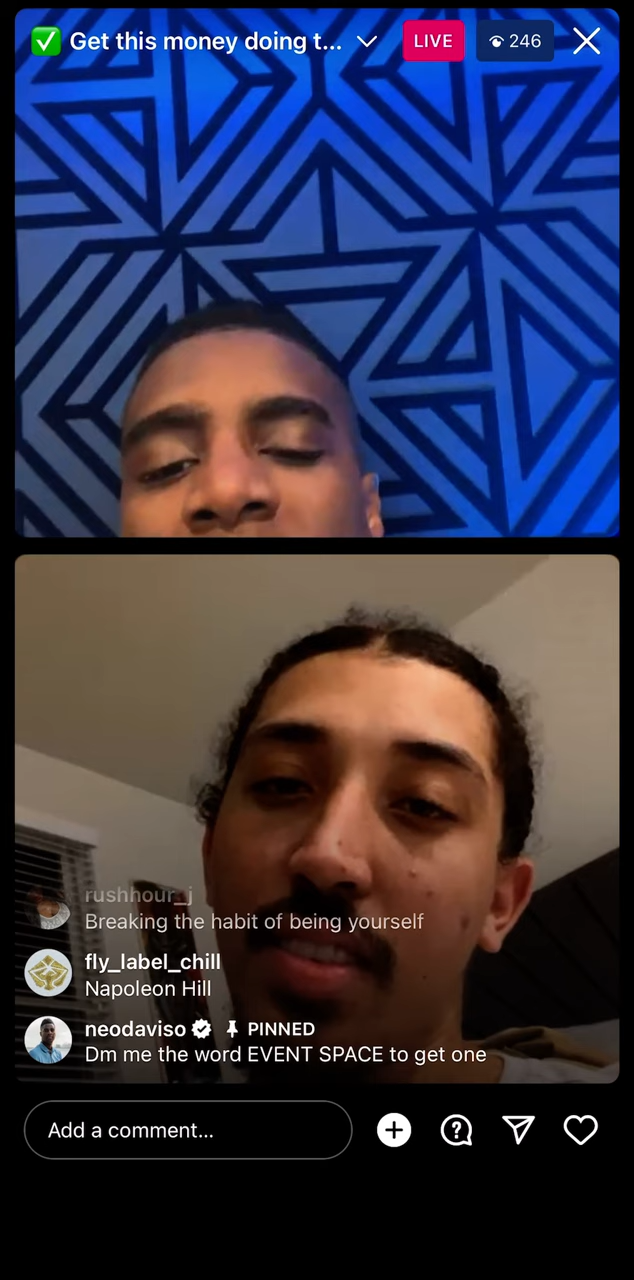 ✅ Get this money doing t...
LIVE
246
rushhour_j
Breaking the habit of being yourself
fly_label_chill
Napoleon Hill
neodaviso PINNED
Dm me the word EVENT SPACE to get one
Add a comment...